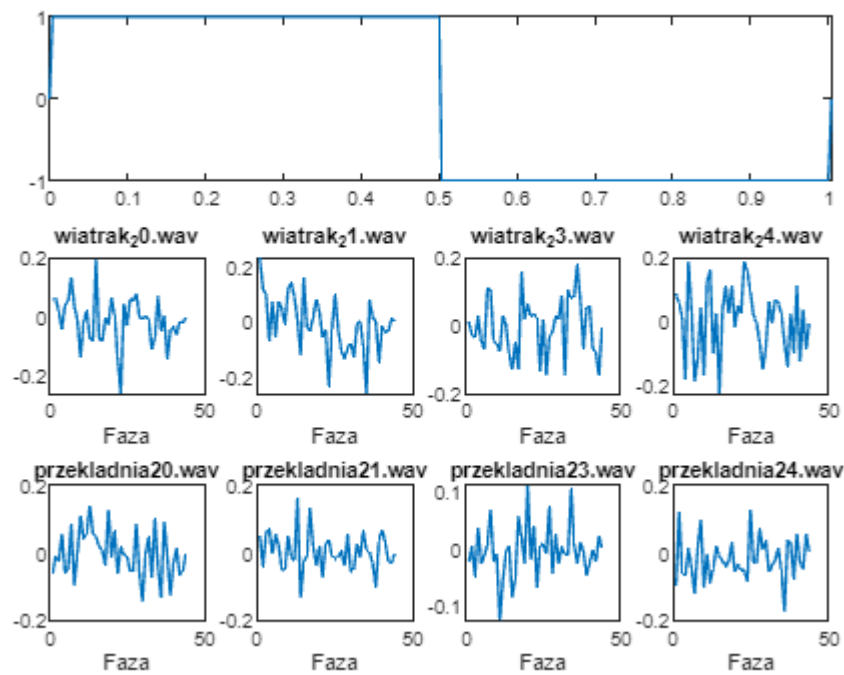 1
0
-1
0 0.1 0.2 0.3 0.4 0.5 0.6 0.7 0.8 0.9 1
wiatrak₂0.wav wiatrak₂1.wav wiatrak₂3.wav wiatrak₂4.wav
0.2 0.2 0.2 0.2
0 0 0 0
-0.2 -0.2 -0.2 -0.2
0 50 0 50 0 50 0 50
Faza Faza Faza Faza
przekladnia20.wav przekladnia21.wav przekladnia23.wav przekladnia24.wav
0.2 0.2 0.1 0.2
0 0 0 0
-0.2 -0.2 -0.1 -0.2
0 50 0 50 0 50 0 50
Faza Faza Faza Faza